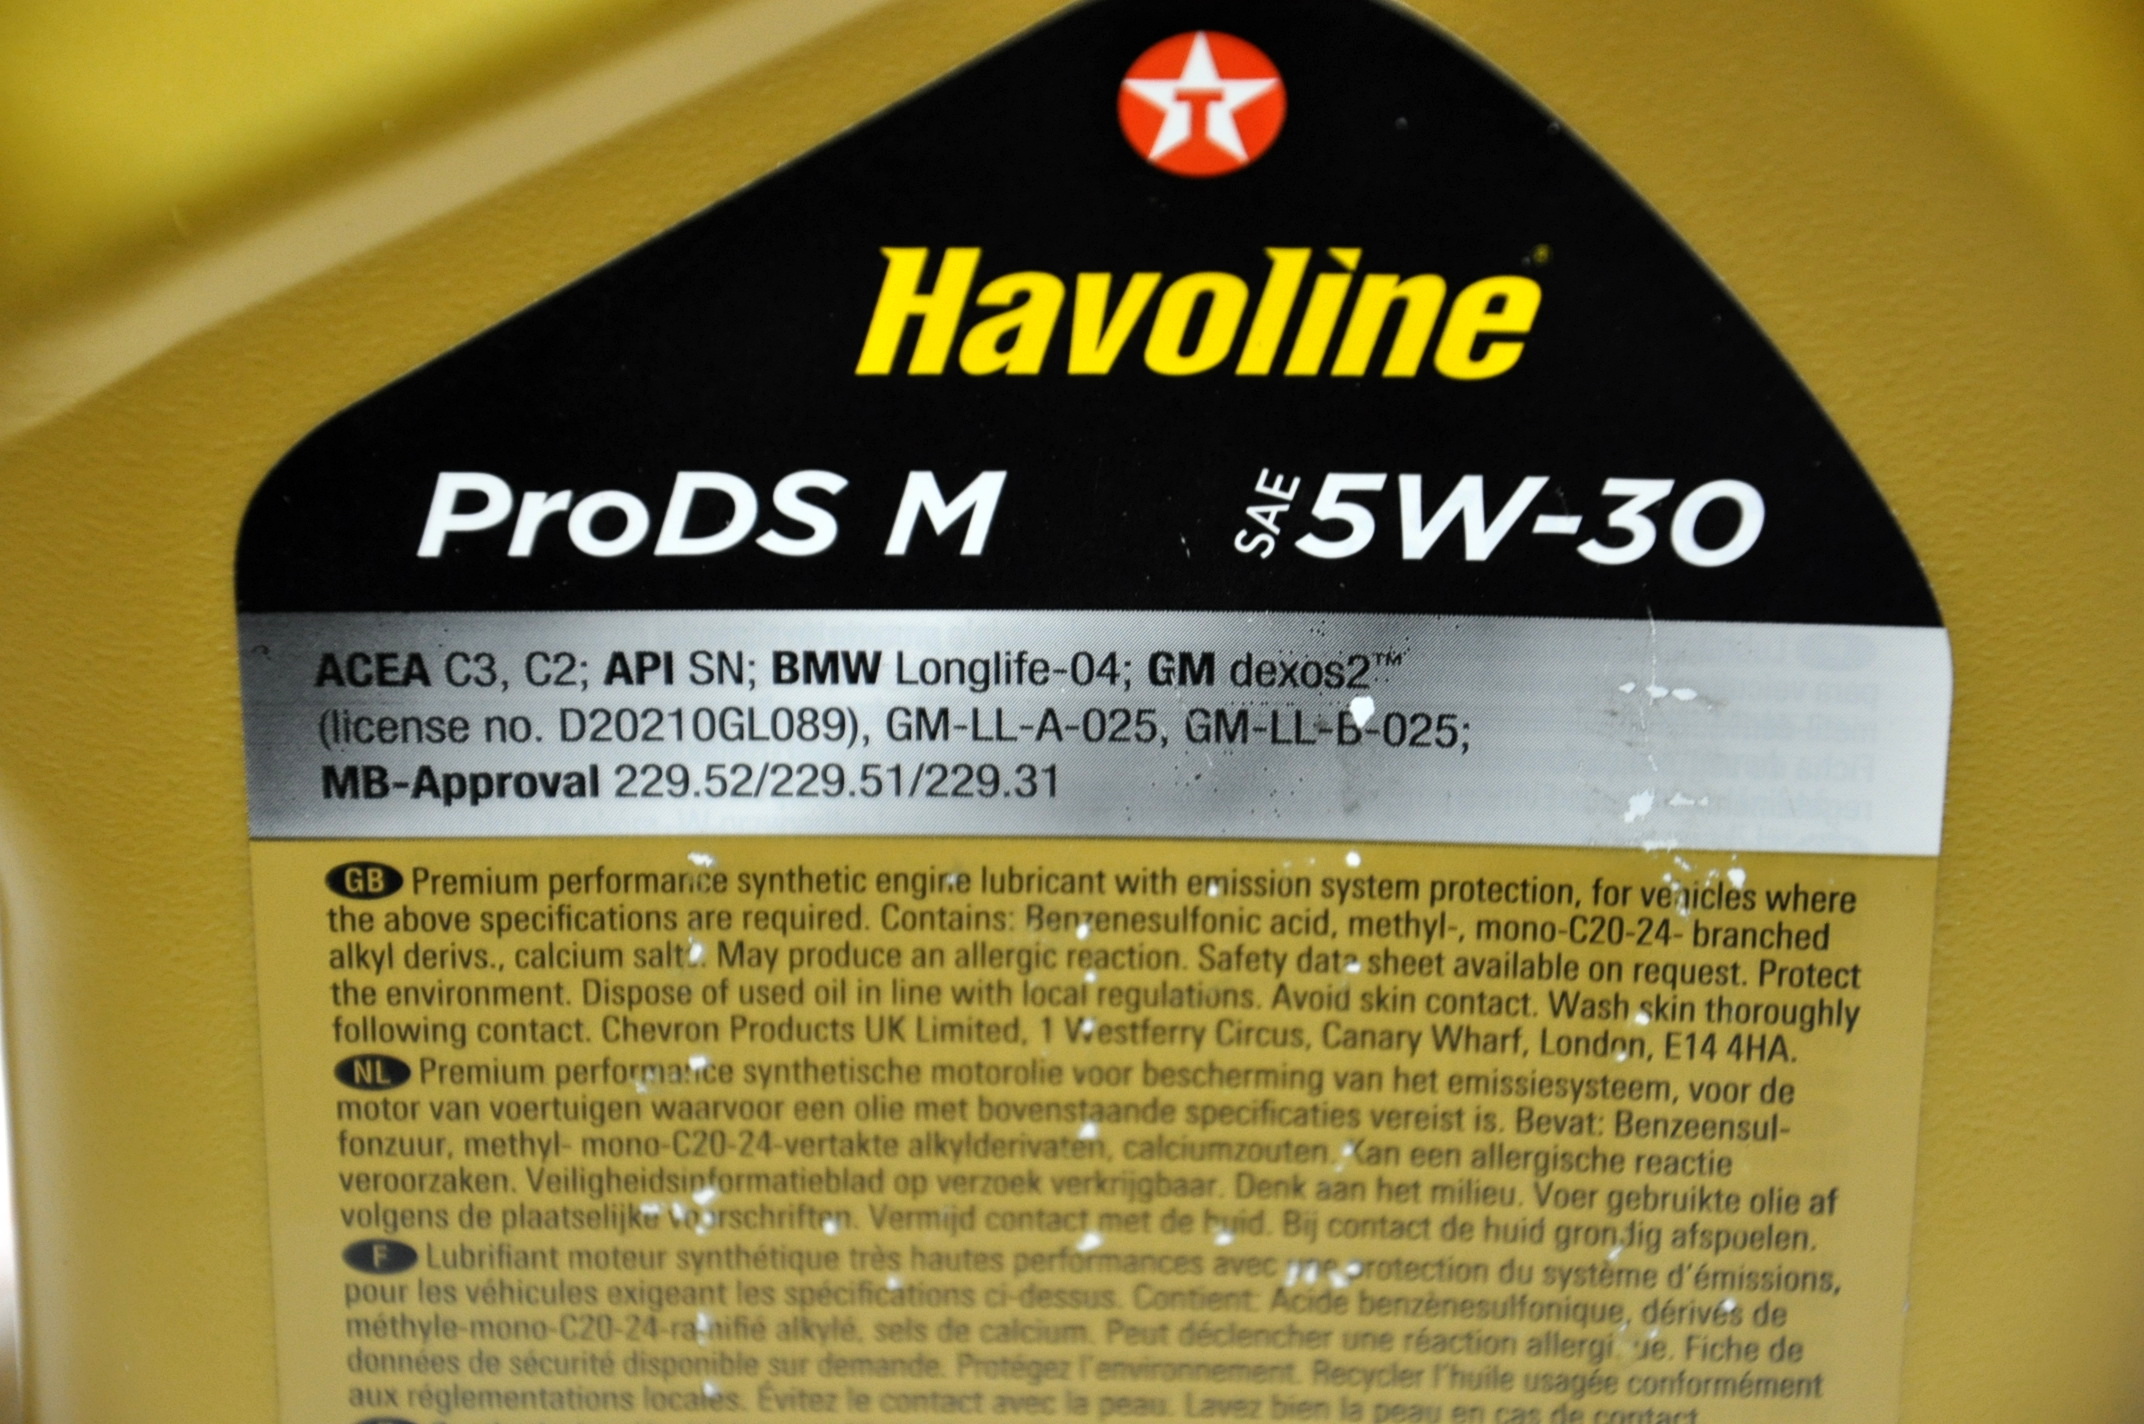 T
Havoline®
ProDS M SAE 5W-30
ACEA C3, C2; API SN; BMW Longlife-04; GM dexos2™
(license no. D20210GL089), GM-LL-A-025, GM-LL-B-025;
MB-Approval 229.52/229.51/229.31
GB Premium performance synthetic engine lubricant with emission system protection, for vehicles where
the above specifications are required. Contains: Benzenesulfonic acid, methyl-, mono-C20-24- branched
alkyl derivs., calcium salts. May produce an allergic reaction. Safety data sheet available on request. Protect
the environment. Dispose of used oil in line with local regulations. Avoid skin contact. Wash skin thoroughly
following contact. Chevron Products UK Limited, 1 Westferry Circus, Canary Wharf, London, E14 4HA.
NL Premium performance synthetische motorolie voor bescherming van het emissiesysteem, voor de
motor van voertuigen waarvoor een olie met bovenstaande specificaties vereist is. Bevat: Benzeensul-
fonzuur, methyl- mono-C20-24-vertakte alkylderivaten, calciumzouten. Kan een allergische reactie
veroorzaken. Veiligheidsinformatieblad op verzoek verkrijgbaar. Denk aan het milieu. Voer gebruikte olie af
volgens de plaatselijke voorschriften. Vermijd contact met de huid. Bij contact de huid grondig afspoelen.
F Lubrifiant moteur synthétique très hautes performances avec une protection du système d'émissions,
pour les véhicules exigeant les spécifications ci-dessus. Contient: Acide benzènesulfonique, dérivés de
méthyle-mono-C20-24-ramifié alkylé, sels de calcium. Peut déclencher une réaction allergique. Fiche de
données de sécurité disponible sur demande. Protégez l'environnement. Recycler l'huile usagée conformément
aux réglementations locales. Évitez le contact avec la peau. Lavez bien la peau en cas de contact